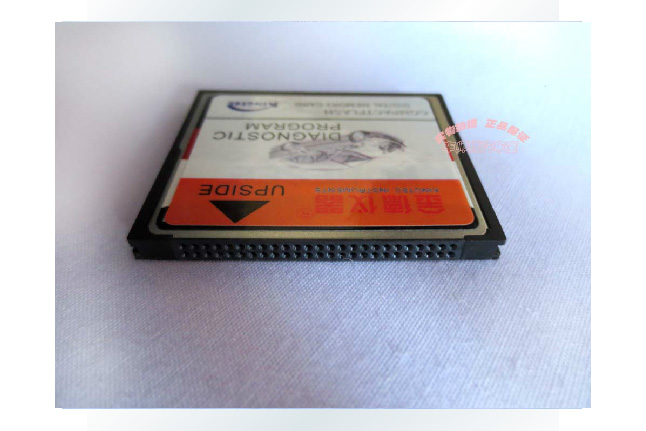 金德仪器®
UPSIDE
DIAGNOSTIC
PROGRAM
COMPACTFLASH
DIGITAL MEMORY CARD